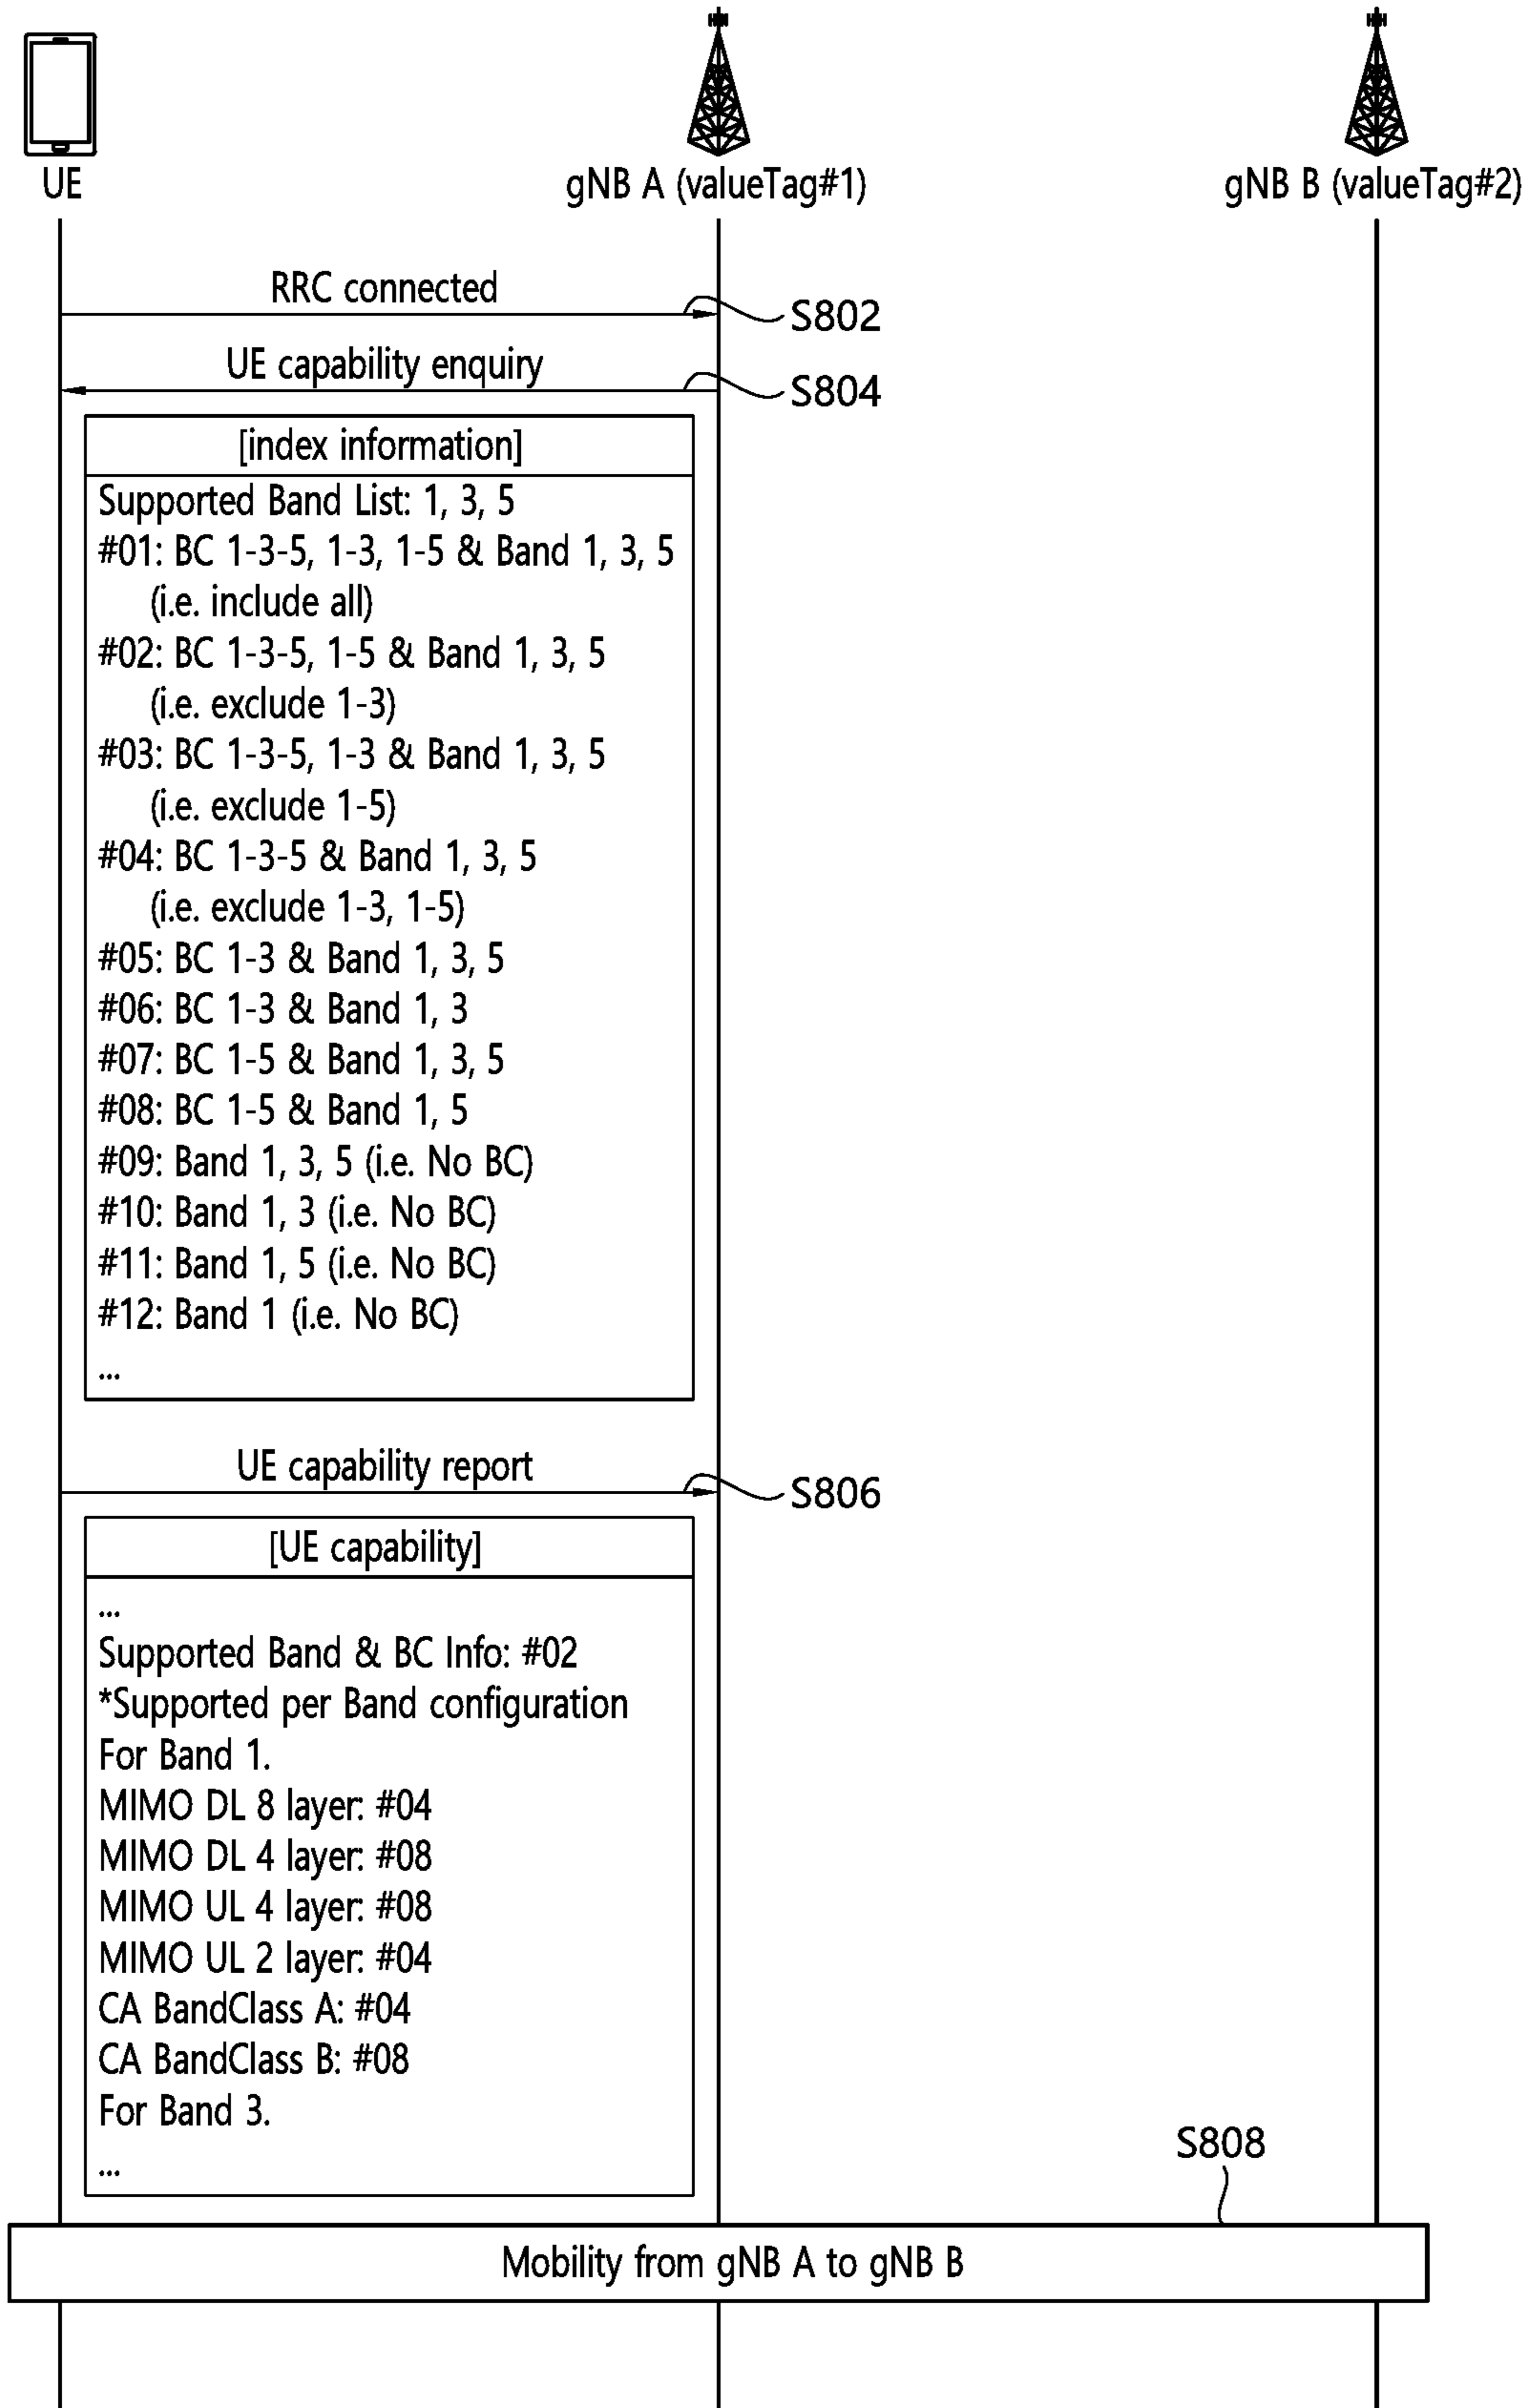 UE
gNB A (valueTag#1)
gNB B (valueTag#2)
RRC connected
S802
UE capability enquiry
S804
[index information]
Supported Band List: 1, 3, 5
#01: BC 1-3-5, 1-3, 1-5 & Band 1, 3, 5
(i.e. include all)
#02: BC 1-3-5, 1-5 & Band 1, 3, 5
(i.e. exclude 1-3)
#03: BC 1-3-5, 1-3 & Band 1, 3, 5
(i.e. exclude 1-5)
#04: BC 1-3-5 & Band 1, 3, 5
(i.e. exclude 1-3, 1-5)
#05: BC 1-3 & Band 1, 3, 5
#06: BC 1-3 & Band 1, 3
#07: BC 1-5 & Band 1, 3, 5
#08: BC 1-5 & Band 1, 5
#09: Band 1, 3, 5 (i.e. No BC)
#10: Band 1, 3 (i.e. No BC)
#11: Band 1, 5 (i.e. No BC)
#12: Band 1 (i.e. No BC)
...
UE capability report
S806
[UE capability]
...
Supported Band & BC Info: #02
*Supported per Band configuration
For Band 1.
MIMO DL 8 layer: #04
MIMO DL 4 layer: #08
MIMO UL 4 layer: #08
MIMO UL 2 layer: #04
CA BandClass A: #04
CA BandClass B: #08
For Band 3.
...
S808
Mobility from gNB A to gNB B